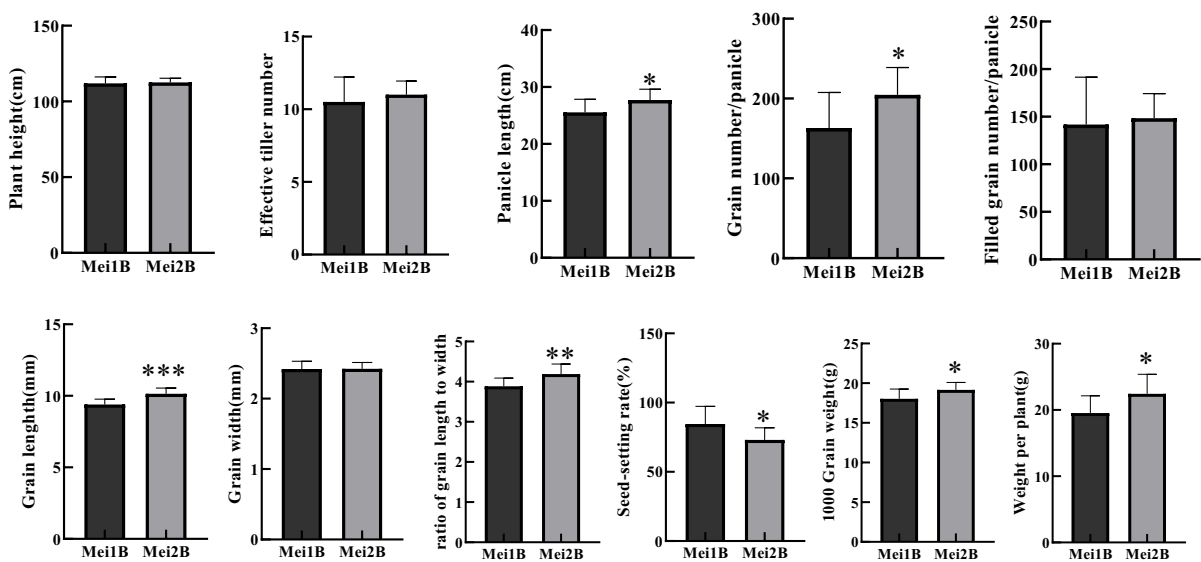 Plant height(cm)
150
100
50
0
Mei1B Mei2B
Effective tiller number
15
10
5
0
Mei1B Mei2B
Panicle length(cm)
40
30
20
10
0
*
Mei1B Mei2B
Grain number/panicle
300
200
100
0
*
Mei1B Mei2B
Filled grain number/panicle
250
200
150
100
50
0
Mei1B Mei2B
Grain lenghth(mm)
15
10
5
0
***
Mei1B Mei2B
Grain width(mm)
3
2
1
0
Mei1B Mei2B
ratio of grain length to width
5
4
3
2
1
0
**
Mei1B Mei2B
Seed-setting rate(%)
150
100
50
0
*
Mei1B Mei2B
1000 Grain weight(g)
25
20
15
10
5
0
*
Mei1B Mei2B
Weight per plant(g)
30
20
10
0
*
Mei1B Mei2B